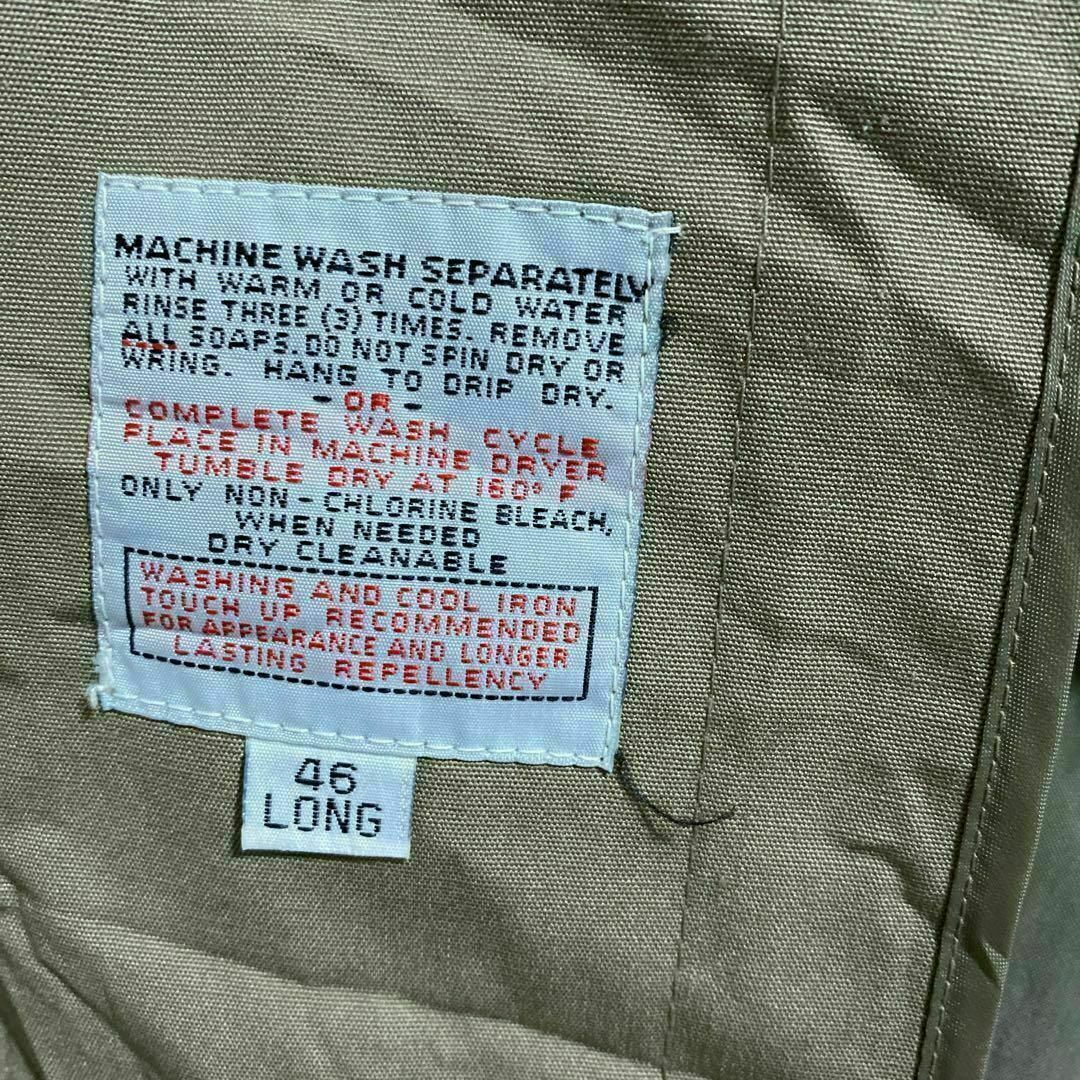 MACHINE WASH SEPARATELY
WITH WARM OR COLD WATER
RINSE THREE (3) TIMES. REMOVE
ALL SOAPS. DO NOT SPIN DRY OR
WRING. HANG TO DRIP DRY.
- OR -
COMPLETE WASH CYCLE
PLACE IN MACHINE DRYER
TUMBLE DRY AT 160° F
ONLY NON-CHLORINE BLEACH,
WHEN NEEDED
DRY CLEANABLE
WASHING AND COOL IRON
TOUCH UP RECOMMENDED
FOR APPEARANCE AND LONGER
LASTING REPELLENCY
46
LONG